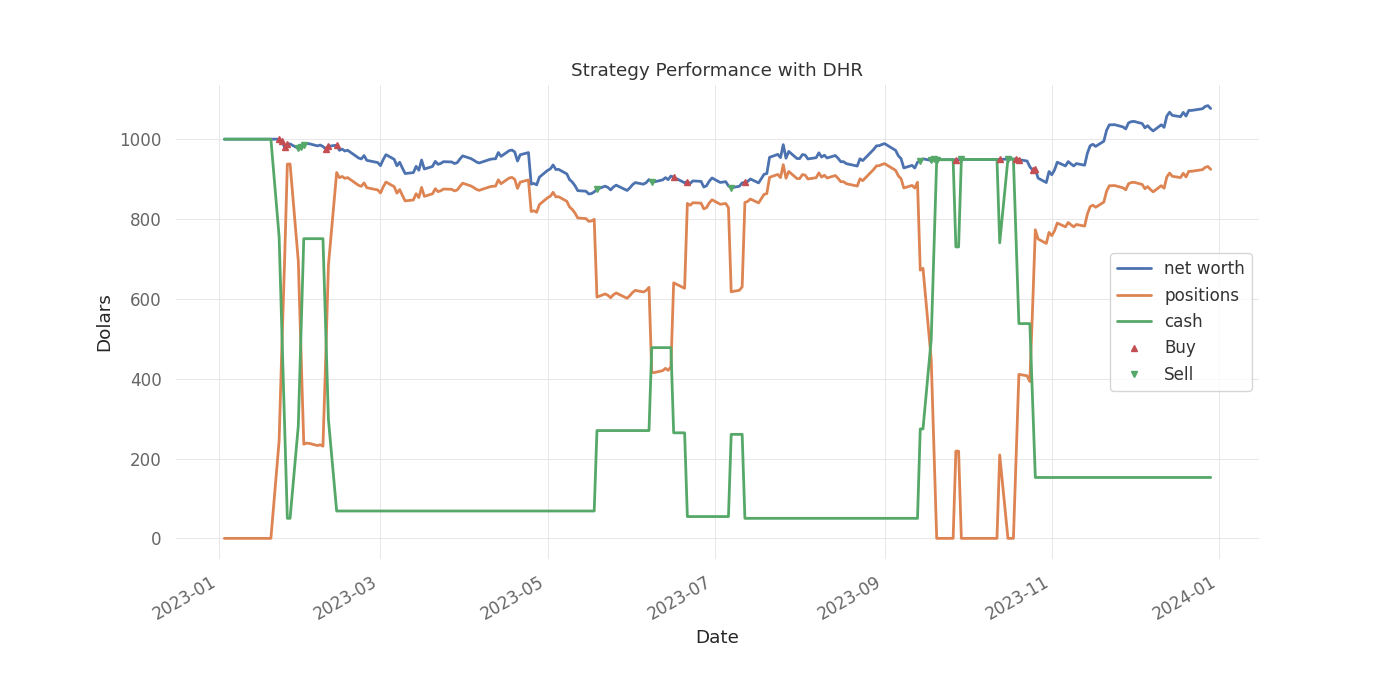 Strategy Performance with DHR
Dolars
1000
800
600
400
200
0
net worth
positions
cash
Buy
Sell
2023-01
2023-03
2023-05
2023-07
2023-09
2023-11
2024-01
Date